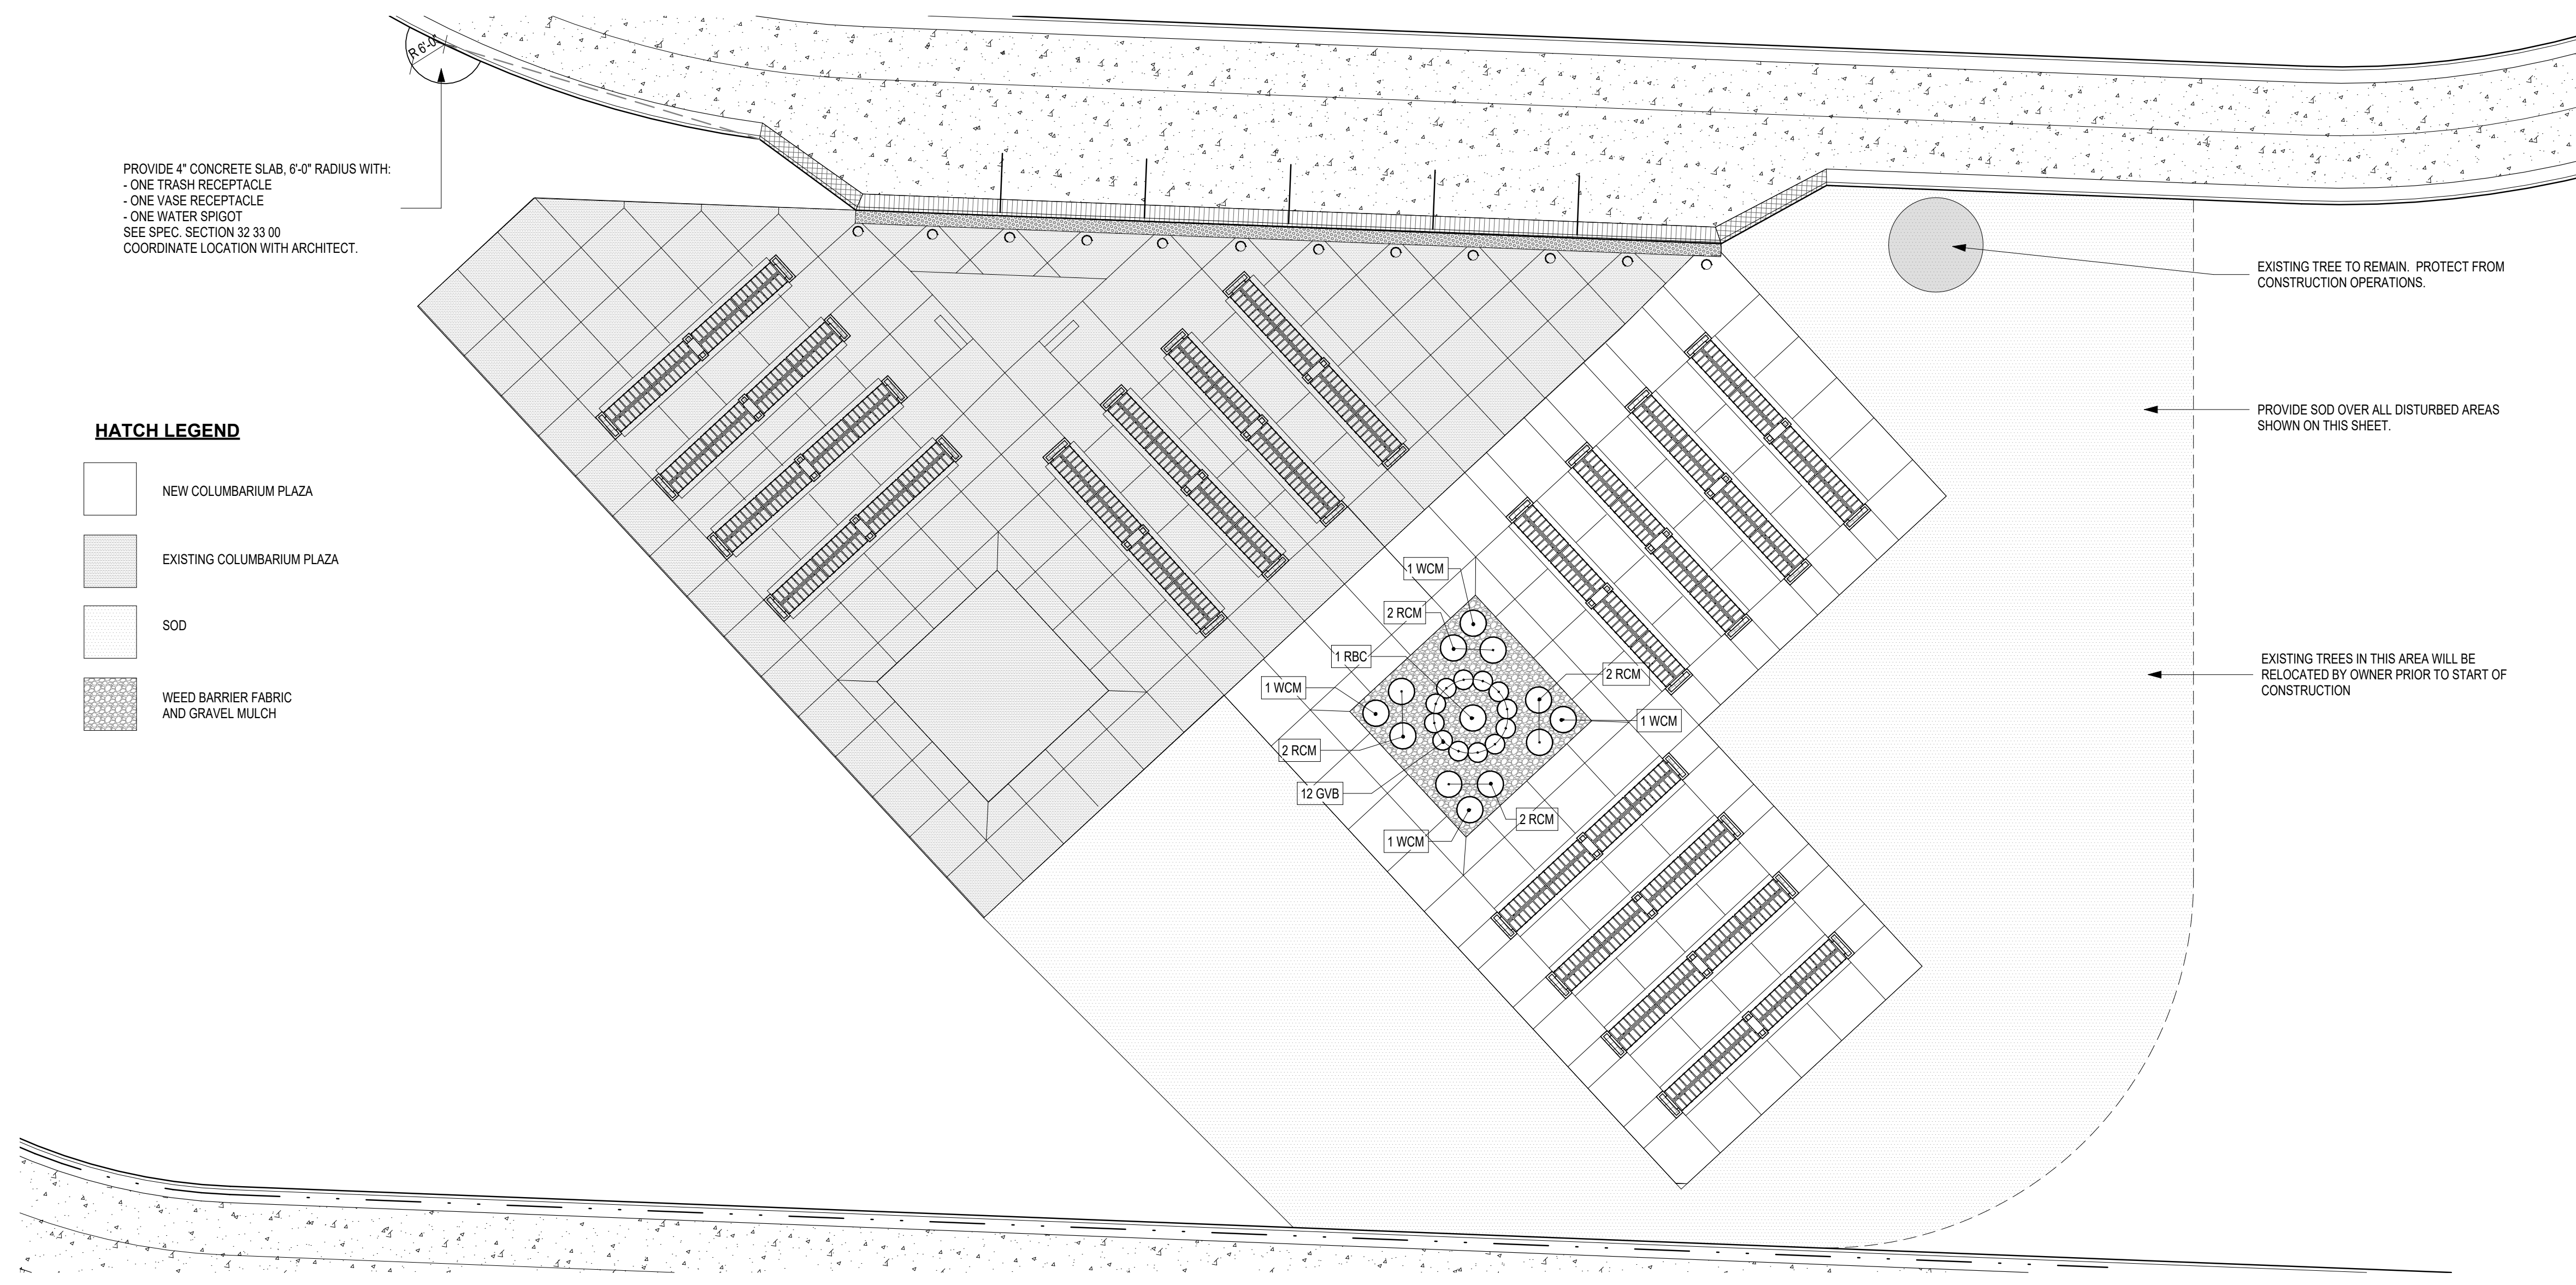 R 6'-0"
PROVIDE 4" CONCRETE SLAB, 6'-0" RADIUS WITH:
- ONE TRASH RECEPTACLE
- ONE VASE RECEPTACLE
- ONE WATER SPIGOT
SEE SPEC. SECTION 32 33 00
COORDINATE LOCATION WITH ARCHITECT.
HATCH LEGEND
NEW COLUMBARIUM PLAZA
EXISTING COLUMBARIUM PLAZA
SOD
WEED BARRIER FABRIC
AND GRAVEL MULCH
1 WCM
2 RCM
1 RBC
1 WCM
2 RCM
12 GVB
1 WCM
2 RCM
1 WCM
2 RCM
EXISTING TREE TO REMAIN. PROTECT FROM
CONSTRUCTION OPERATIONS.
PROVIDE SOD OVER ALL DISTURBED AREAS
SHOWN ON THIS SHEET.
EXISTING TREES IN THIS AREA WILL BE
RELOCATED BY OWNER PRIOR TO START OF
CONSTRUCTION